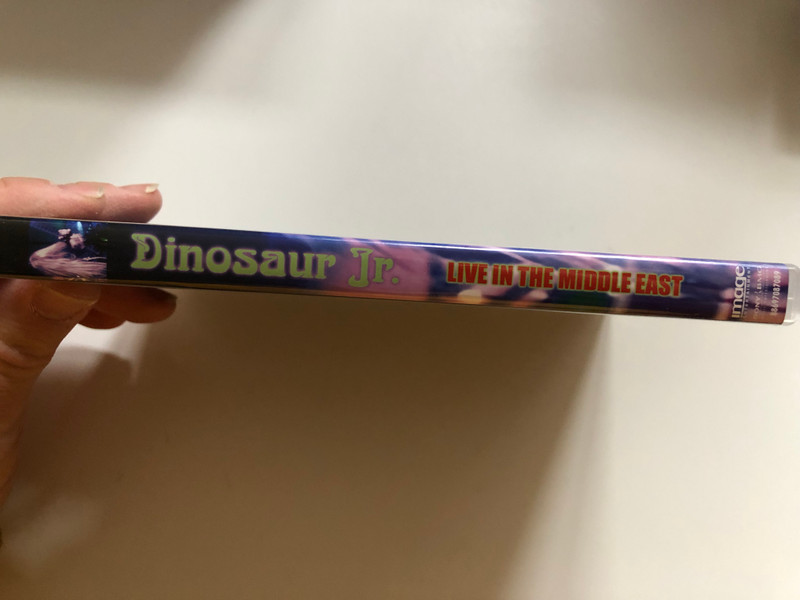 Dinosaur Jr.
LIVE IN THE MIDDLE EAST
image